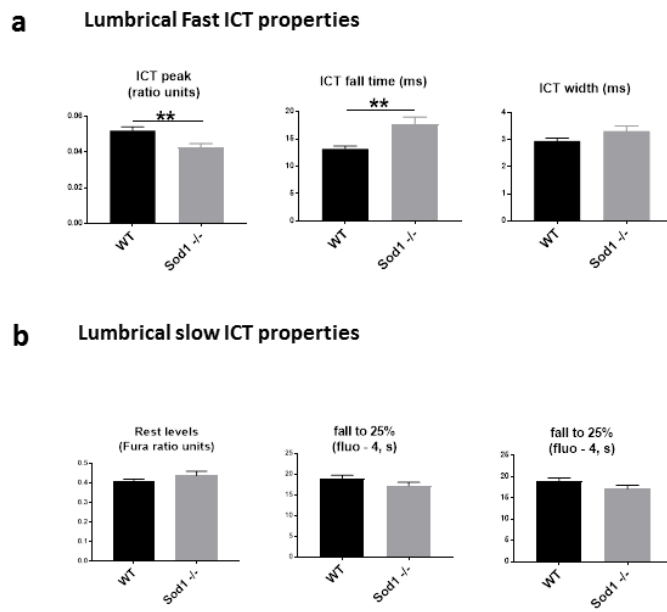 a
Lumbrical Fast ICT properties
ICT peak
(ratio units)
0.06
0.04
0.02
0.00
**
WT
Sod1 -/-
ICT fall time (ms)
20
15
10
5
0
**
WT
Sod1 -/-
ICT width (ms)
4
3
2
1
0
WT
Sod1 -/-
b
Lumbrical slow ICT properties
Rest levels
(Fura ratio units)
0.5
0.4
0.3
0.2
0.1
0.0
WT
Sod1 -/-
fall to 25%
(fluo - 4, s)
25
20
15
10
5
0
WT
Sod1 -/-
fall to 25%
(fluo - 4, s)
25
20
15
10
5
0
WT
Sod1 -/-